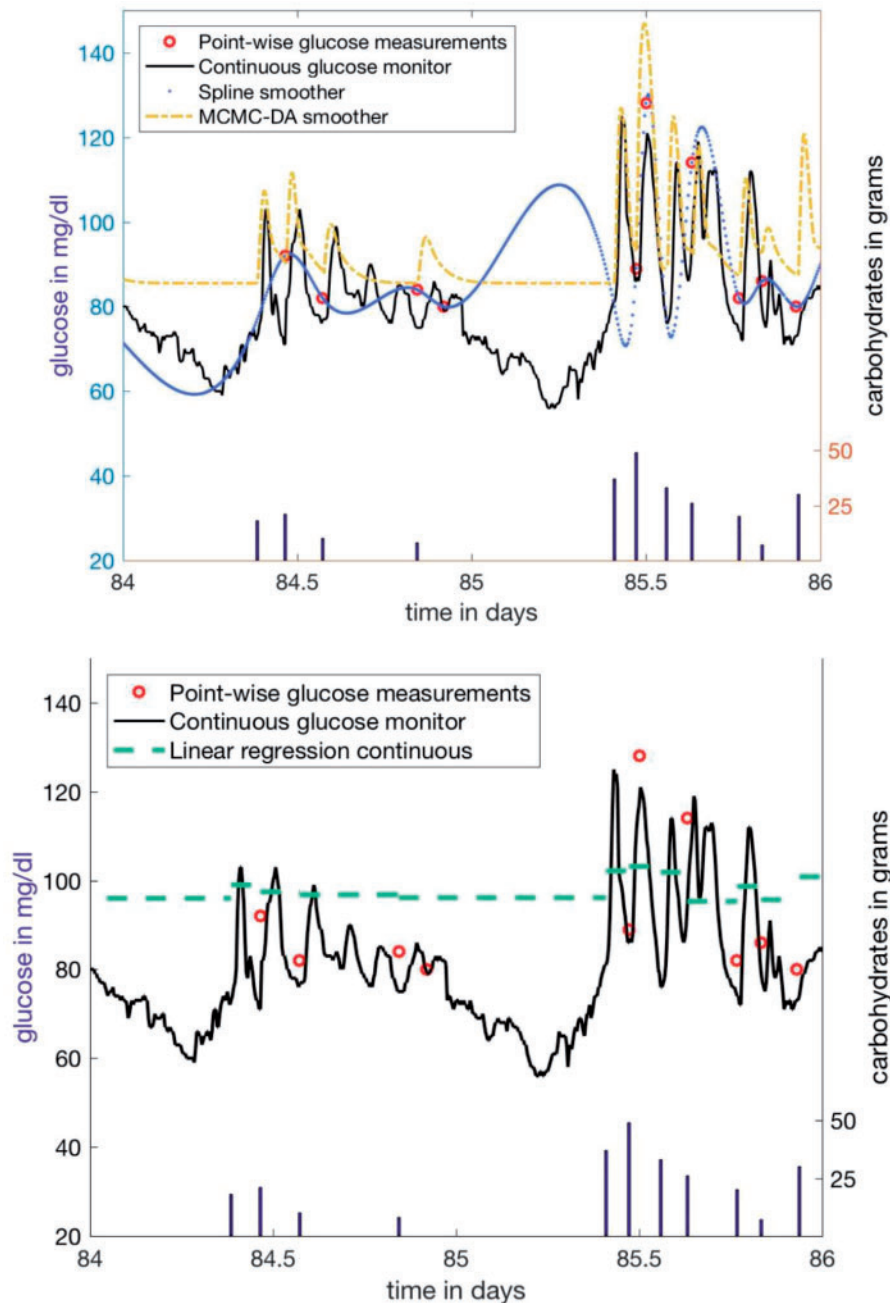 140
120
100
80
60
40
20
glucose in mg/dl
Point-wise glucose measurements
Continuous glucose monitor
Spline smoother
MCMC-DA smoother
50
25
carbohydrates in grams
84
84.5
85
85.5
86
time in days
140
120
100
80
60
40
20
glucose in mg/dl
Point-wise glucose measurements
Continuous glucose monitor
Linear regression continuous
50
25
carbohydrates in grams
84
84.5
85
85.5
86
time in days